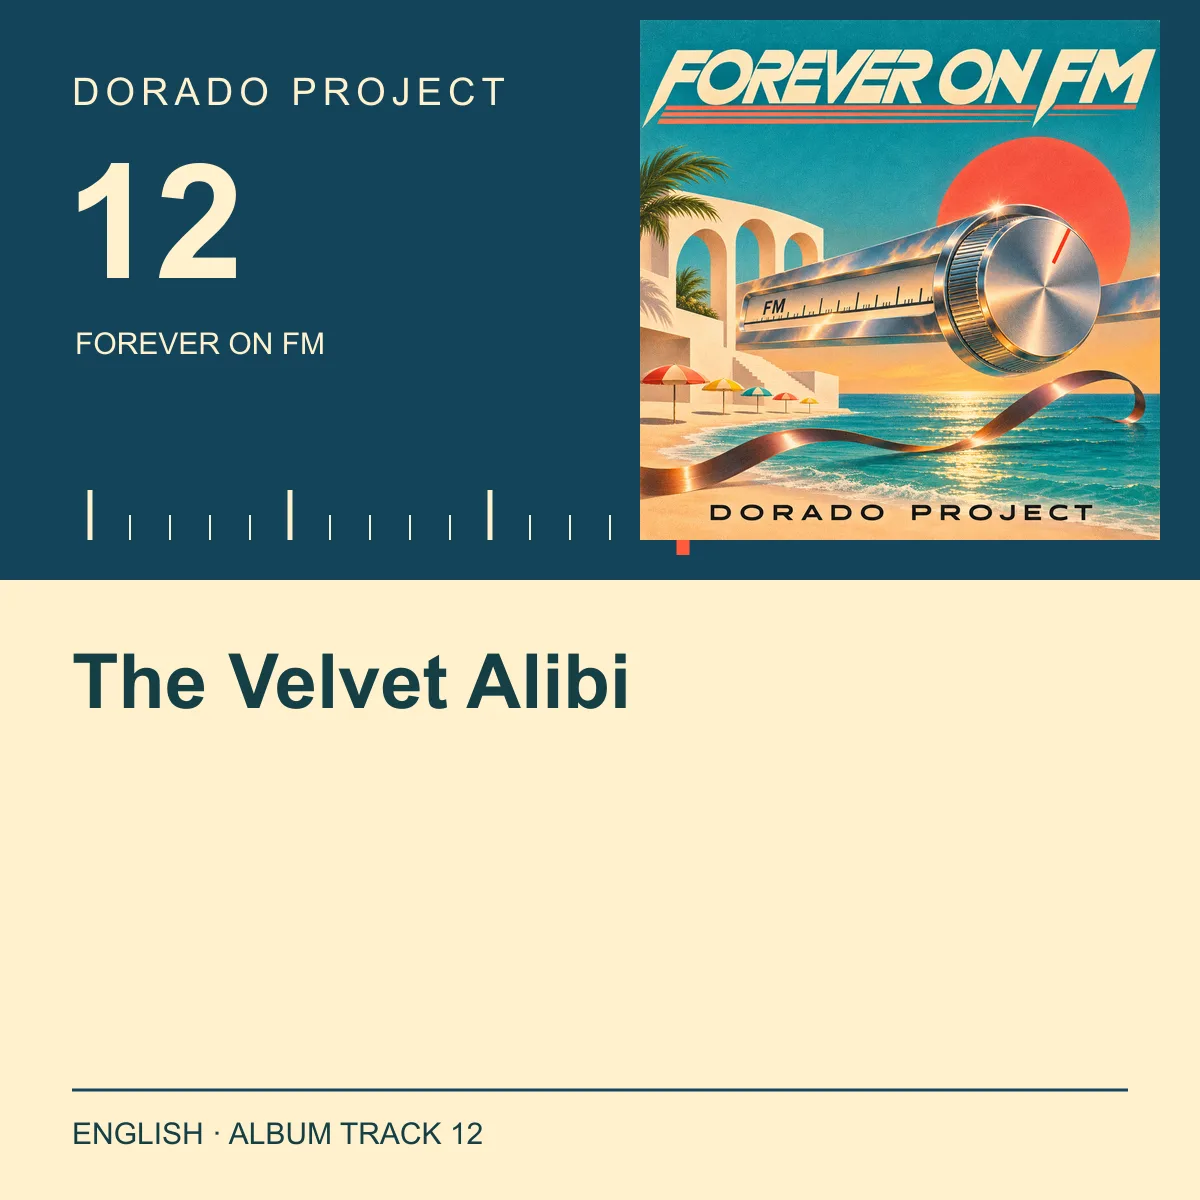 DORADO PROJECT
12
FOREVER ON FM
FOREVER ON FM
FM
DORADO PROJECT
The Velvet Alibi
ENGLISH · ALBUM TRACK 12